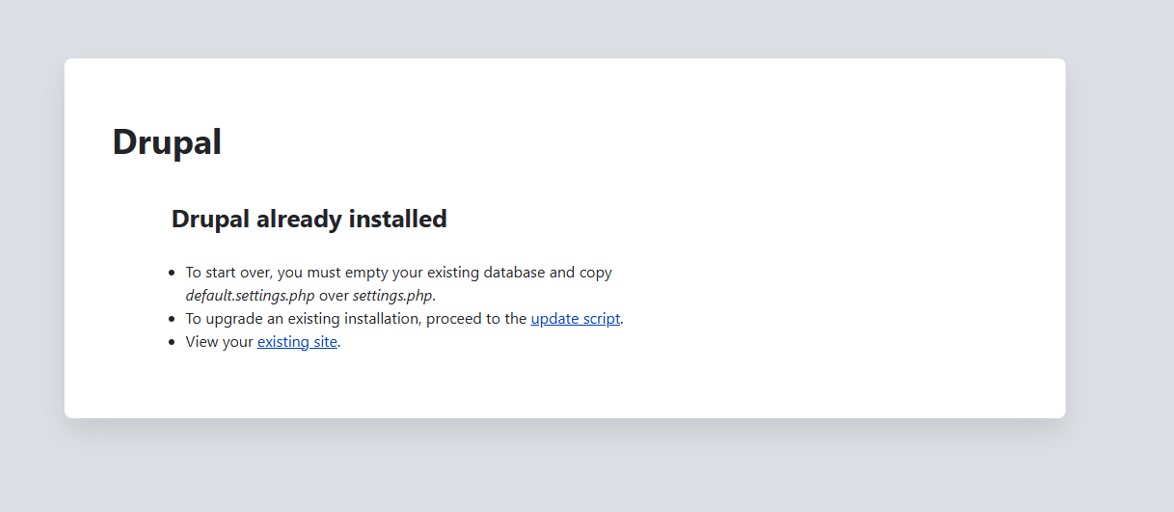 Drupal
Drupal already installed
To start over, you must empty your existing database and copy
default.settings.php over settings.php.
To upgrade an existing installation, proceed to the update script.
View your existing site.